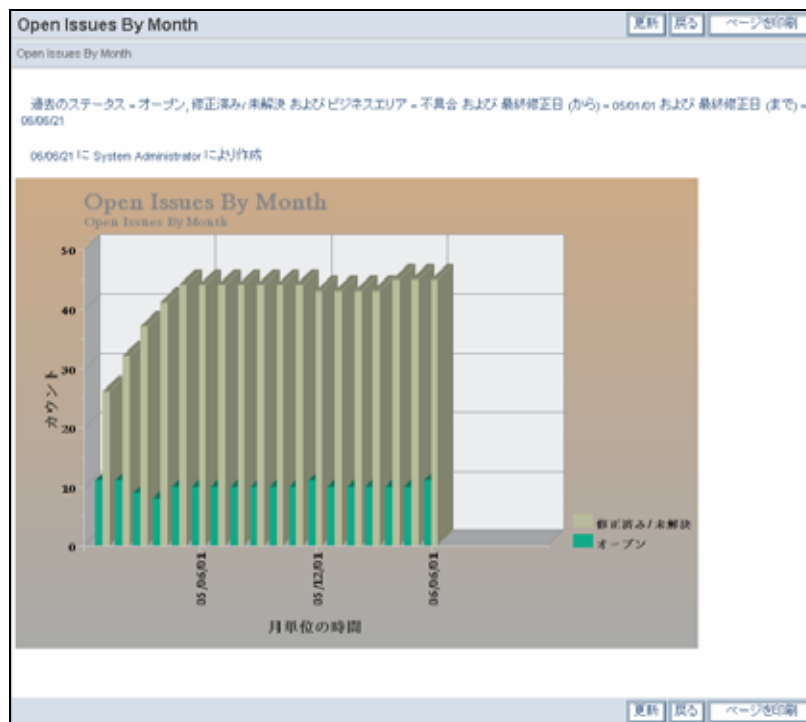 Open Issues By Month
更新 戻る ページを印刷
Open Issues By Month
過去のステータス = オープン, 修正済み/未解決 および ビジネスエリア = 不具合 および 最終修正日 (から) = 05/01/01 および 最終修正日 (まで) =
06/06/21
06/06/21 に System Administrator により作成
Open Issues By Month
Open Issues By Month
50
40
30
20
10
0
カウント
05/06/01
05/12/01
06/06/01
月単位の時間
修正済み/未解決
オープン
更新 戻る ページを印刷